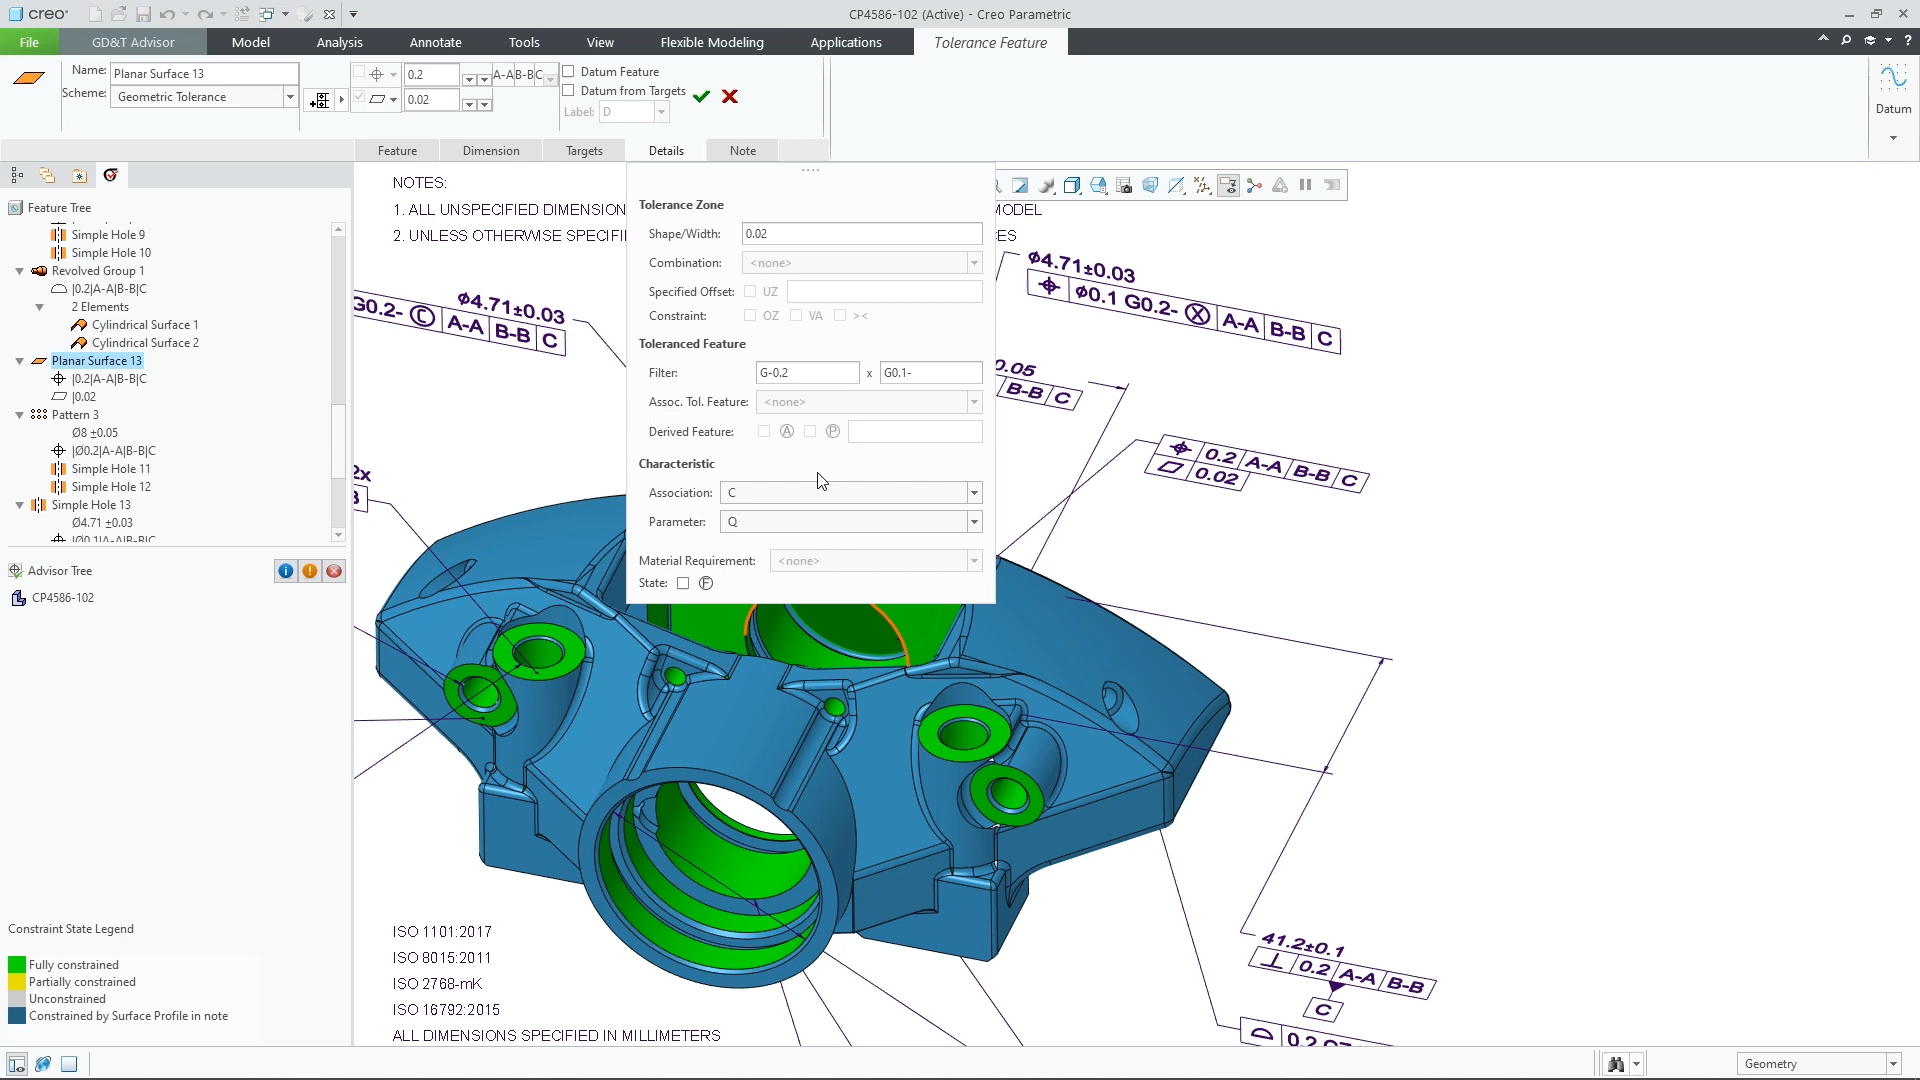 creo
CP4586-102 (Active) - Creo Parametric
File GD&T Advisor Model Analysis Annotate Tools View Flexible Modeling Applications Tolerance Feature
Name: Planar Surface 13
Scheme: Geometric Tolerance
0.2 A-A|B-B|C
0.02
Datum Feature
Datum from Targets
Label: D
Datum
Feature Dimension Targets Details Note
Feature Tree
Simple Hole 9
Simple Hole 10
Revolved Group 1
|0.2|A-A|B-B|C
2 Elements
Cylindrical Surface 1
Cylindrical Surface 2
Planar Surface 13
|0.2|A-A|B-B|C
|0.02
Pattern 3
Ø8 ±0.05
|Ø0.2|A-A|B-B|C
Simple Hole 11
Simple Hole 12
Simple Hole 13
Ø4.71 ±0.03
|Ø0.1|A-A|B-B|C
Advisor Tree
CP4586-102
Constraint State Legend
Fully constrained
Partially constrained
Unconstrained
Constrained by Surface Profile in note
NOTES:
1. ALL UNSPECIFIED DIMENSION
MODEL
2. UNLESS OTHERWISE SPECIFI
ES
Tolerance Zone
Shape/Width: 0.02
Combination: <none>
Specified Offset: UZ
Constraint: OZ VA ><
Toleranced Feature
Filter: G-0.2 x G0.1-
Assoc. Tol. Feature: <none>
Derived Feature: Ⓐ Ⓟ
Characteristic
Association: C
Parameter: Q
Material Requirement: <none>
State: Ⓕ
ϕ4.71±0.03
G0.2- Ⓒ A-A B-B C
ϕ4.71±0.03
ϕ0.1 G0.2- Ⓧ A-A B-B C
0.05
B-B C
2x
B
0.2 A-A B-B C
0.02
41.2±0.1
0.2 A-A B-B
C
0.2 CZ
ISO 1101:2017
ISO 8015:2011
ISO 2768-mK
ISO 16792:2015
ALL DIMENSIONS SPECIFIED IN MILLIMETERS
Geometry